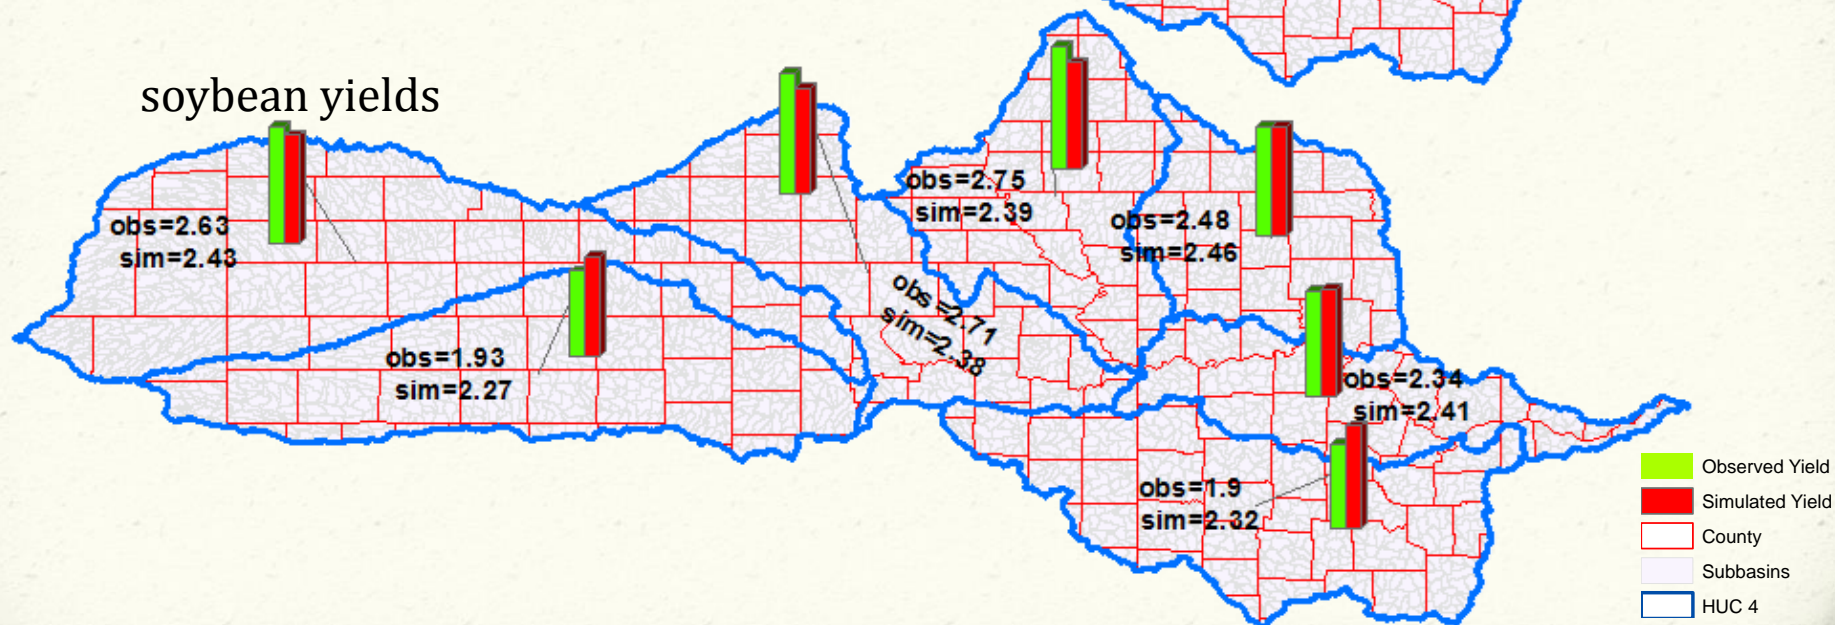 soybean yields
obs=2.63
sim=2.43
obs=1.93
sim=2.27
obs=2.71
sim=2.38
obs=2.75
sim=2.39
obs=2.48
sim=2.46
obs=2.34
sim=2.41
obs=1.9
sim=2.32
Observed Yield
Simulated Yield
County
Subbasins
HUC 4